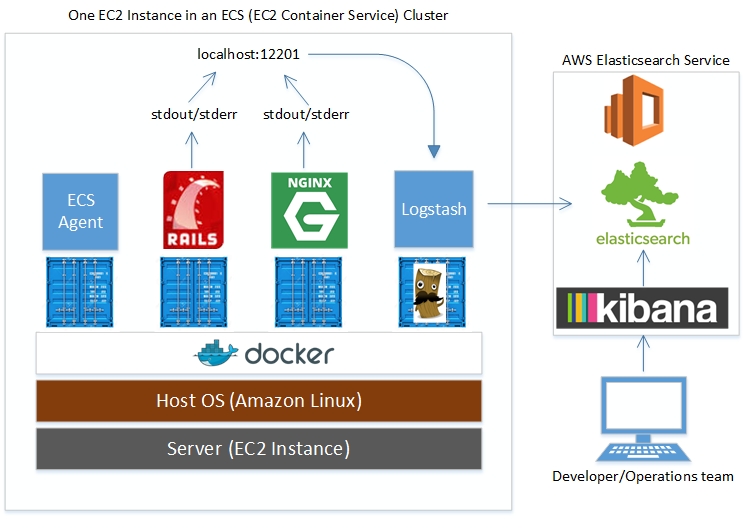 One EC2 Instance in an ECS (EC2 Container Service) Cluster
localhost:12201
AWS Elasticsearch Service
stdout/stderr
stdout/stderr
ECS
Agent
RAILS
NGINX
G
Logstash
elasticsearch
kibana
docker
Host OS (Amazon Linux)
Server (EC2 Instance)
Developer/Operations team